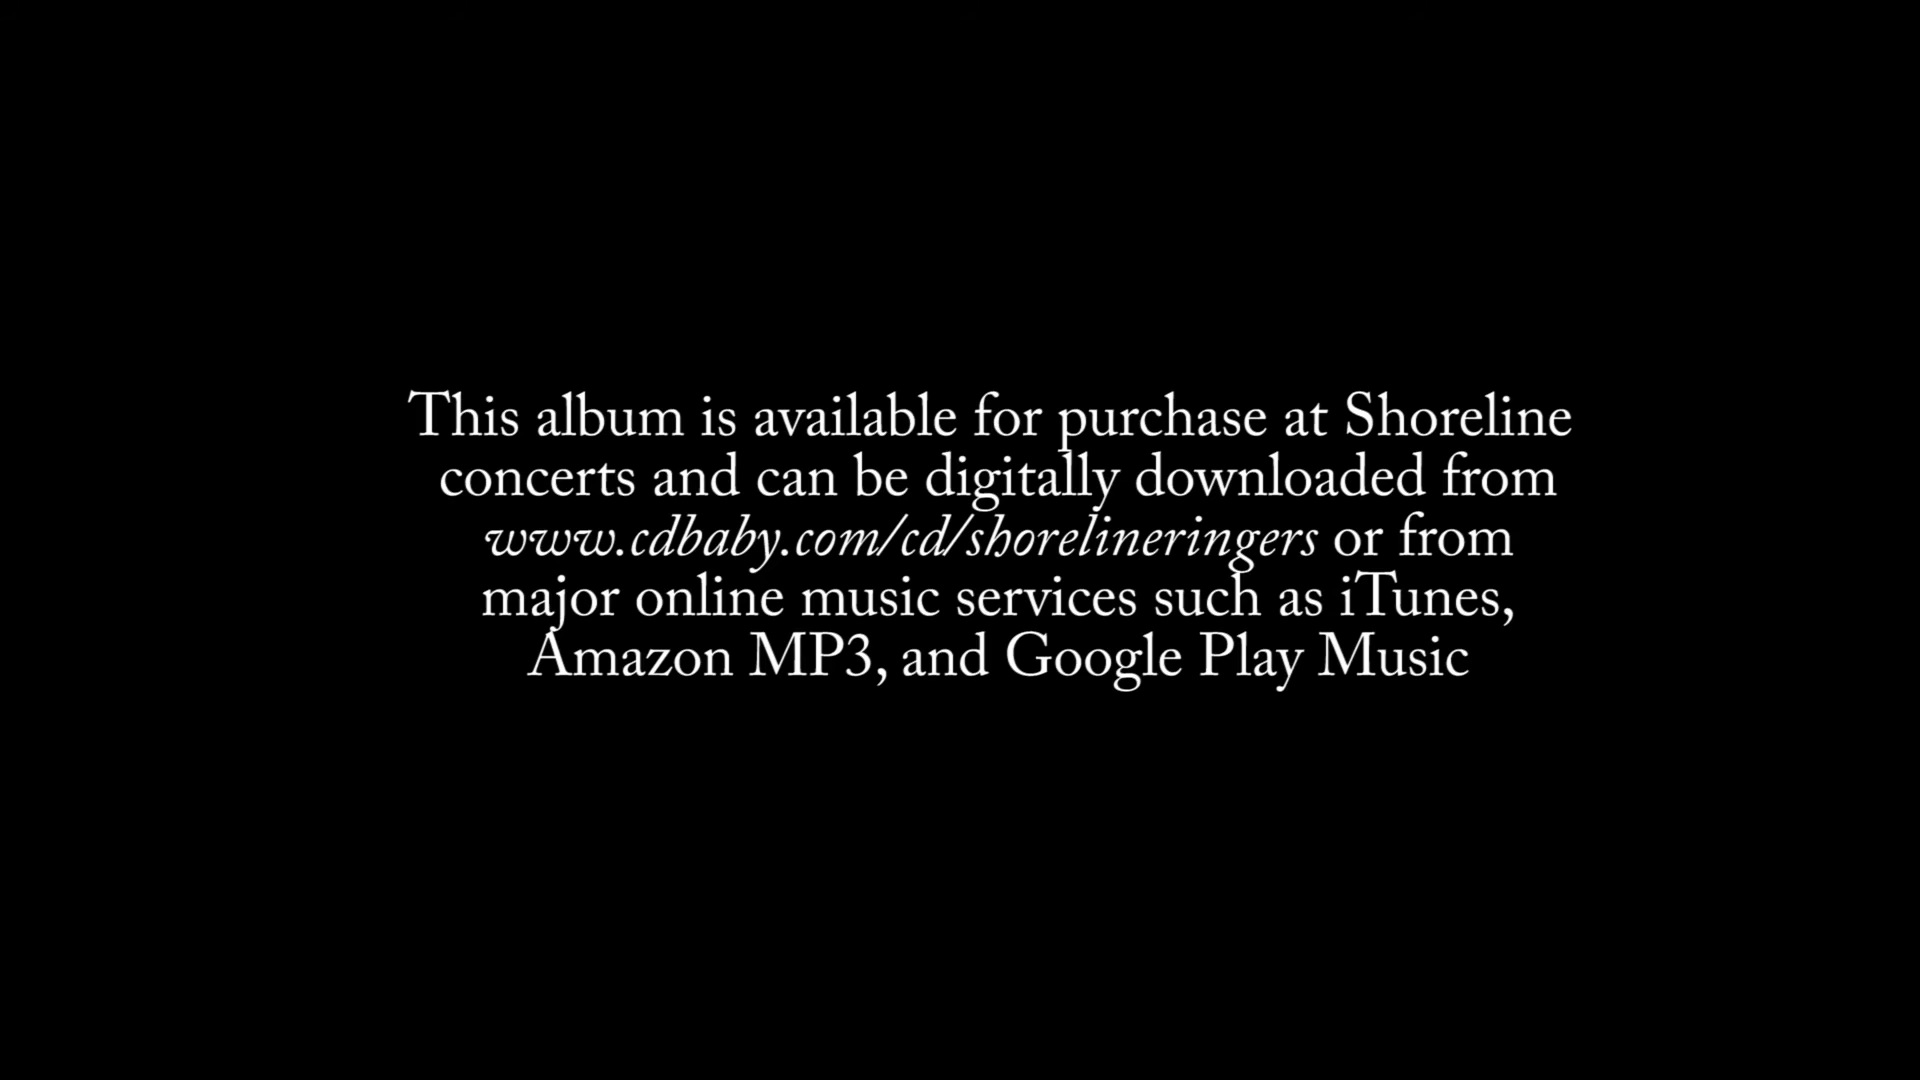 This album is available for purchase at Shoreline
concerts and can be digitally downloaded from
www.cdbaby.com/cd/shorelineringers or from
major online music services such as iTunes,
Amazon MP3, and Google Play Music